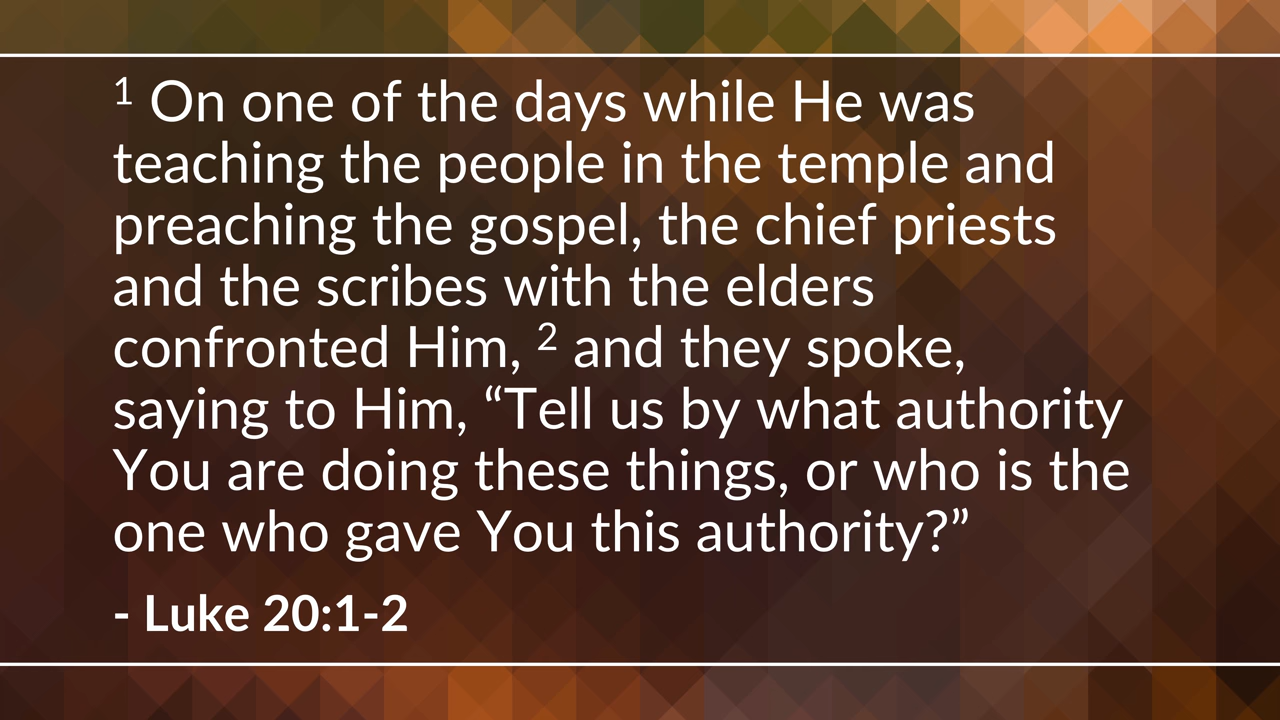 1 On one of the days while He was
teaching the people in the temple and
preaching the gospel, the chief priests
and the scribes with the elders
confronted Him, 2 and they spoke,
saying to Him, “Tell us by what authority
You are doing these things, or who is the
one who gave You this authority?”
- Luke 20:1-2